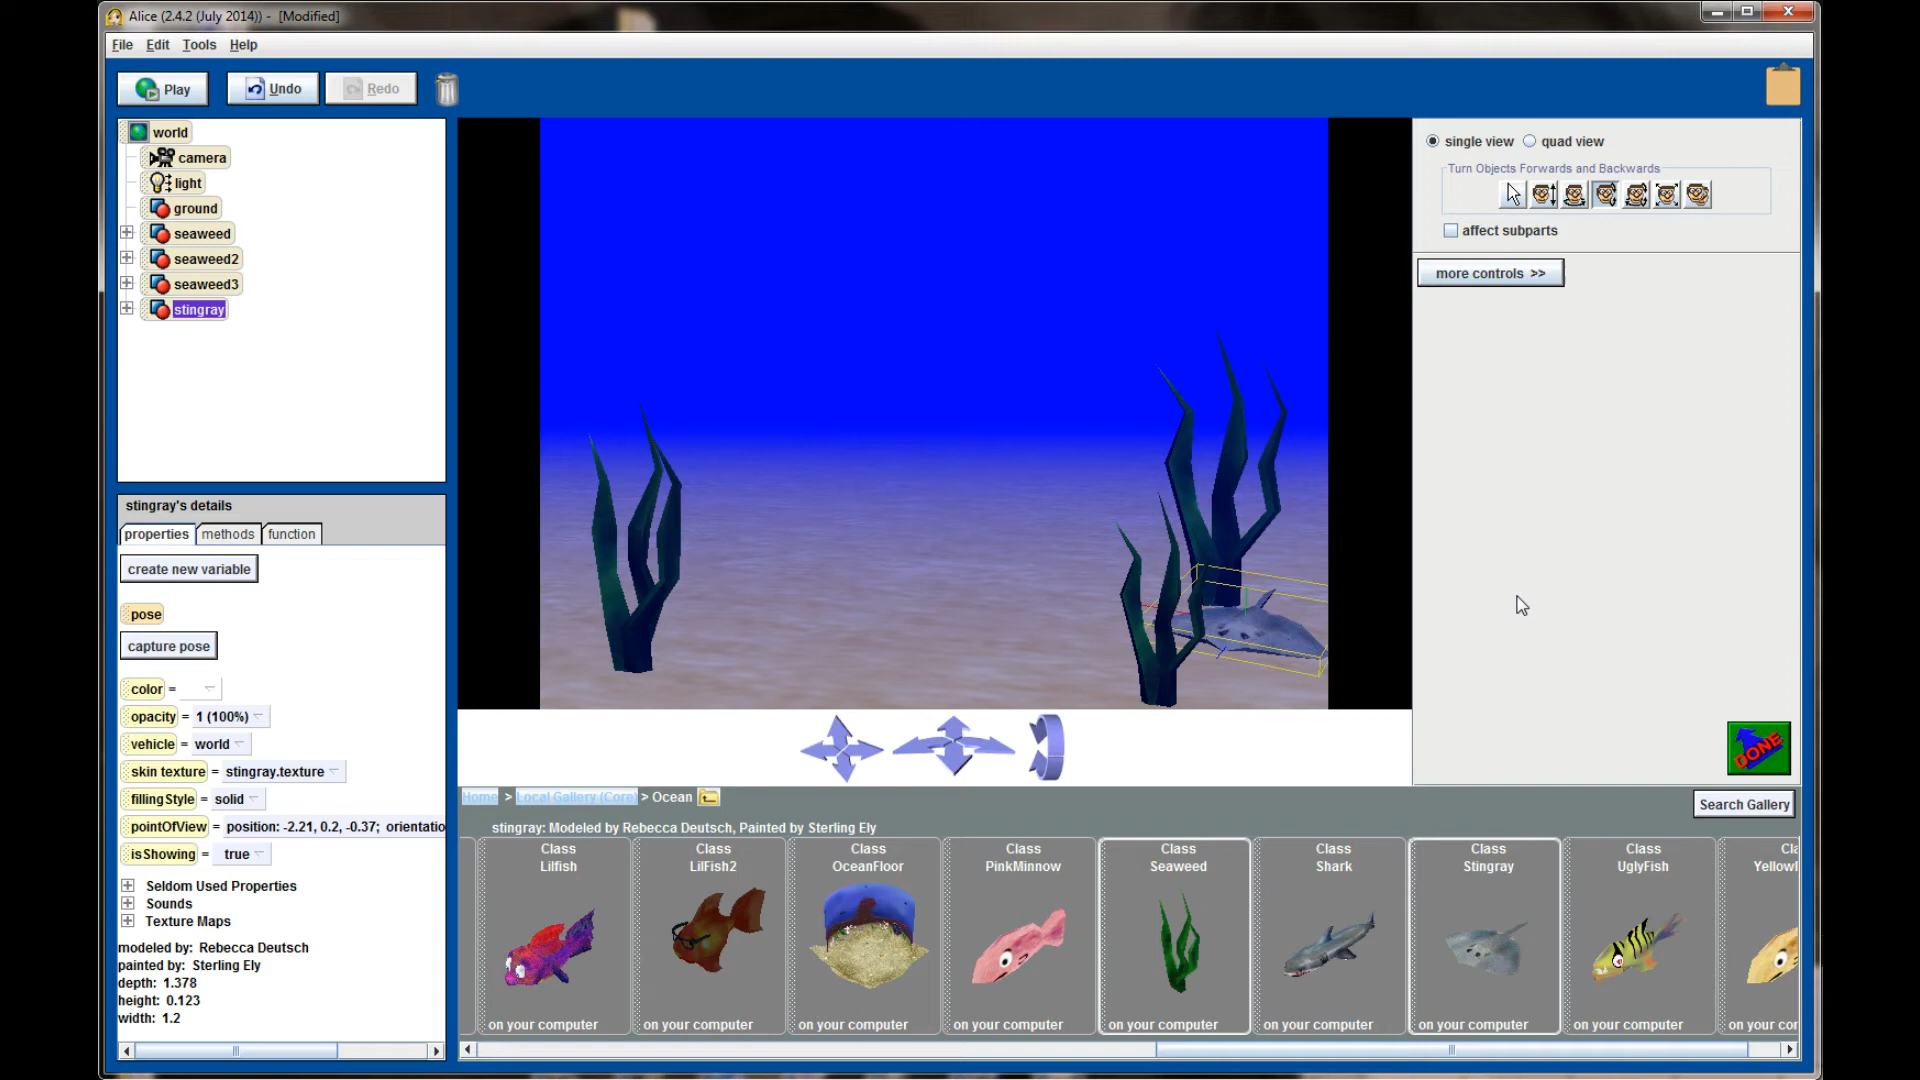 Alice (2.4.2 (July 2014)) - [Modified]
File Edit Tools Help
Play Undo Redo
world
camera
light
ground
seaweed
seaweed2
seaweed3
stingray
single view quad view
Turn Objects Forwards and Backwards
affect subparts
more controls >>
stingray's details
properties methods function
create new variable
pose
capture pose
color =
opacity = 1 (100%)
vehicle = world
skin texture = stingray.texture
fillingStyle = solid
pointOfView = position: -2.21, 0.2, -0.37; orientatio
isShowing = true
Seldom Used Properties
Sounds
Texture Maps
modeled by: Rebecca Deutsch
painted by: Sterling Ely
depth: 1.378
height: 0.123
width: 1.2
DONE
Home > Local Gallery (Core) > Ocean
Search Gallery
stingray: Modeled by Rebecca Deutsch, Painted by Sterling Ely
Class Class Class Class Class Class Class Class Cla
Lilfish LilFish2 OceanFloor PinkMinnow Seaweed Shark Stingray UglyFish Yellow
on your computer on your computer on your computer on your computer on your computer on your computer on your computer on your computer on your cor